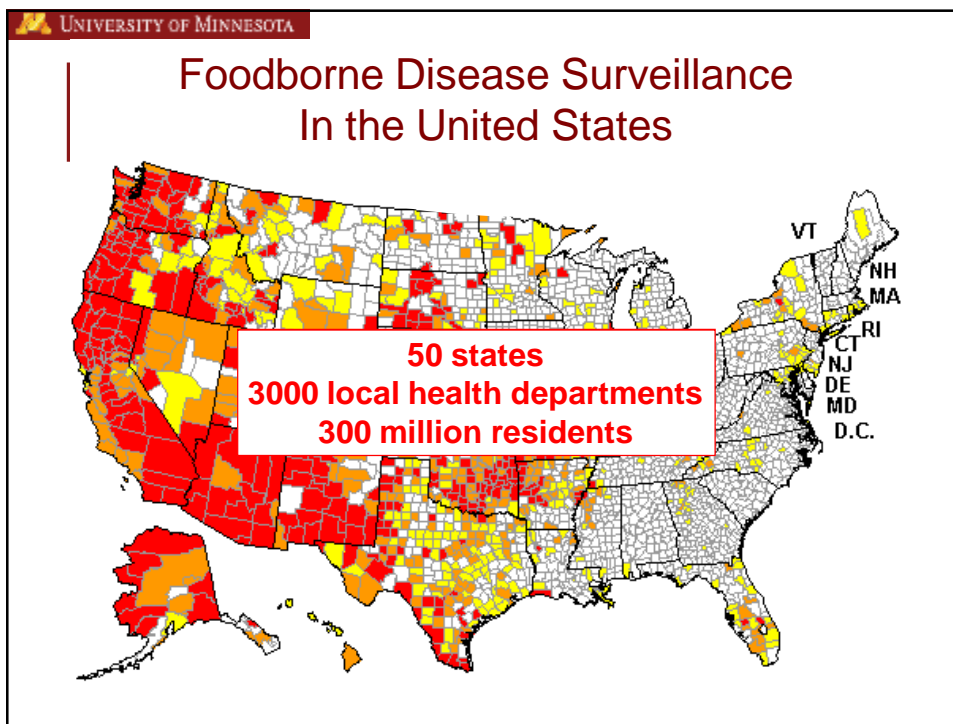 UNIVERSITY OF MINNESOTA
Foodborne Disease Surveillance
In the United States
VT
NH
MA
RI
CT
NJ
DE
MD
D.C.
50 states
3000 local health departments
300 million residents